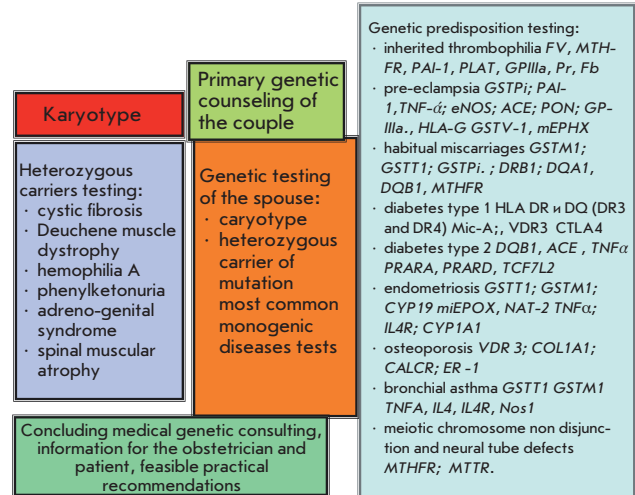 Karyotype
Heterozygous
carriers testing:
· cystic fibrosis
· Deuchene muscle
dystrophy
· hemophilia A
· phenylketonuria
· adreno-genital
syndrome
· spinal muscular
atrophy
Primary genetic
counseling of
the couple
Genetic testing
of the spouse:
· caryotype
· heterozygous
carrier of
mutation
most common
monogenic
diseases tests
Concluding medical genetic consulting,
information for the obstetrician and
patient, feasible practical
recommendations
Genetic predisposition testing:
· inherited thrombophilia FV, MTH-
FR, PAI-1, PLAT, GPIIIa, Pr, Fb
· pre-eclampsia GSTPi; PAI-
1,TNF-ά; eNOS; ACE; PON; GP-
IIIa., HLA-G GSTV-1, mEPHX
· habitual miscarriages GSTM1;
GSTT1; GSTPi. ; DRB1; DQA1,
DQB1, MTHFR
· diabetes type 1 HLA DR и DQ (DR3
and DR4) Mic-A;, VDR3 CTLA4
· diabetes type 2 DQB1, ACE , TNFα
PRARA, PRARD, TCF7L2
· endometriosis GSTT1; GSTM1;
CYP19 miEPOX, NAT-2 TNFα;
IL4R; CYP1A1
· osteoporosis VDR 3; COL1A1;
CALCR; ER -1
· bronchial asthma GSTT1 GSTM1
TNFA, IL4, IL4R, Nos1
· meiotic chromosome non disjunc-
tion and neural tube defects
MTHFR; MTTR.